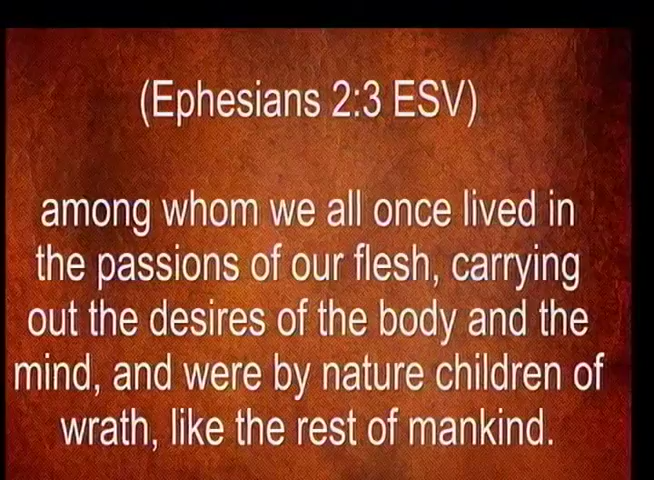 (Ephesians 2:3 ESV)
among whom we all once lived in
the passions of our flesh, carrying
out the desires of the body and the
mind, and were by nature children of
wrath, like the rest of mankind.